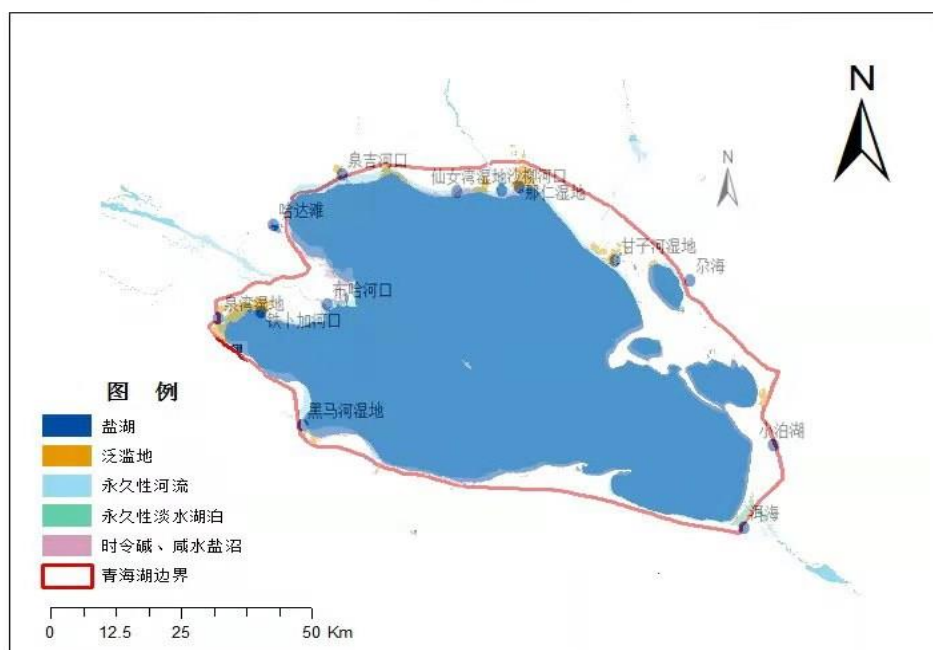 N
泉吉河口
仙女湾湿地
沙柳河口
那仁湿地
N
哈达滩
甘子河湿地
尕海
布哈河口
泉湾湿地
铁卜加河口
图 例
黑马河湿地
盐湖
小泊湖
泛滥地
永久性河流
永久性淡水湖泊
洱海
时令碱、咸水盐沼
青海湖边界
0 12.5 25 50 Km